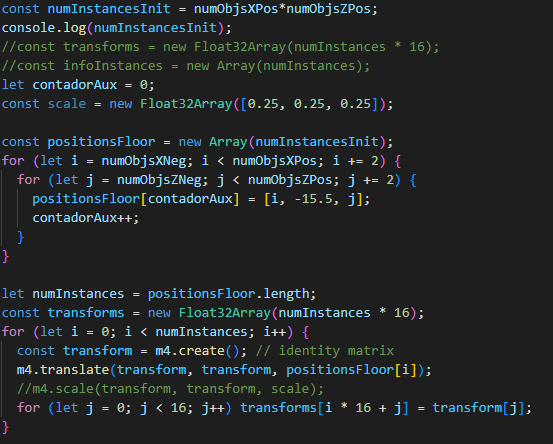 const numInstancesInit = numObjsXPos*numObjsZPos;
console.log(numInstancesInit);
//const transforms = new Float32Array(numInstances * 16);
//const infoInstances = new Array(numInstances);
let contadorAux = 0;
const scale = new Float32Array([0.25, 0.25, 0.25]);

const positionsFloor = new Array(numInstancesInit);
for (let i = numObjsXNeg; i < numObjsXPos; i += 2) {
  for (let j = numObjsZNeg; j < numObjsZPos; j += 2) {
    positionsFloor[contadorAux] = [i, -15.5, j];
    contadorAux++;
  }
}

let numInstances = positionsFloor.length;
const transforms = new Float32Array(numInstances * 16);
for (let i = 0; i < numInstances; i++) {
  const transform = m4.create(); // identity matrix
  m4.translate(transform, transform, positionsFloor[i]);
  //m4.scale(transform, transform, scale);
  for (let j = 0; j < 16; j++) transforms[i * 16 + j] = transform[j];
}